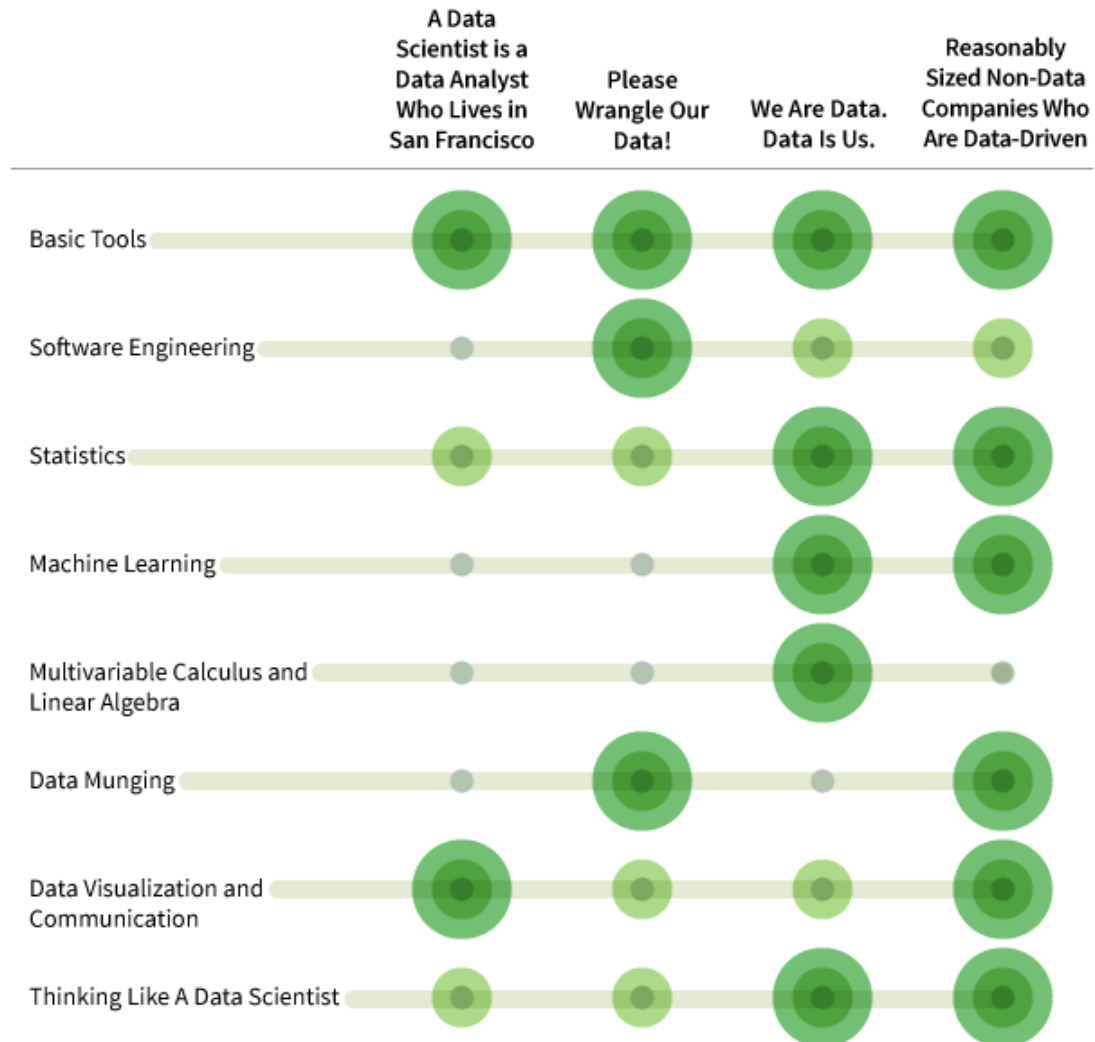 A Data
Scientist is a
Data Analyst
Who Lives in
San Francisco
Please
Wrangle Our
Data!
We Are Data.
Data Is Us.
Reasonably
Sized Non-Data
Companies Who
Are Data-Driven
Basic Tools
Software Engineering
Statistics
Machine Learning
Multivariable Calculus and
Linear Algebra
Data Munging
Data Visualization and
Communication
Thinking Like A Data Scientist